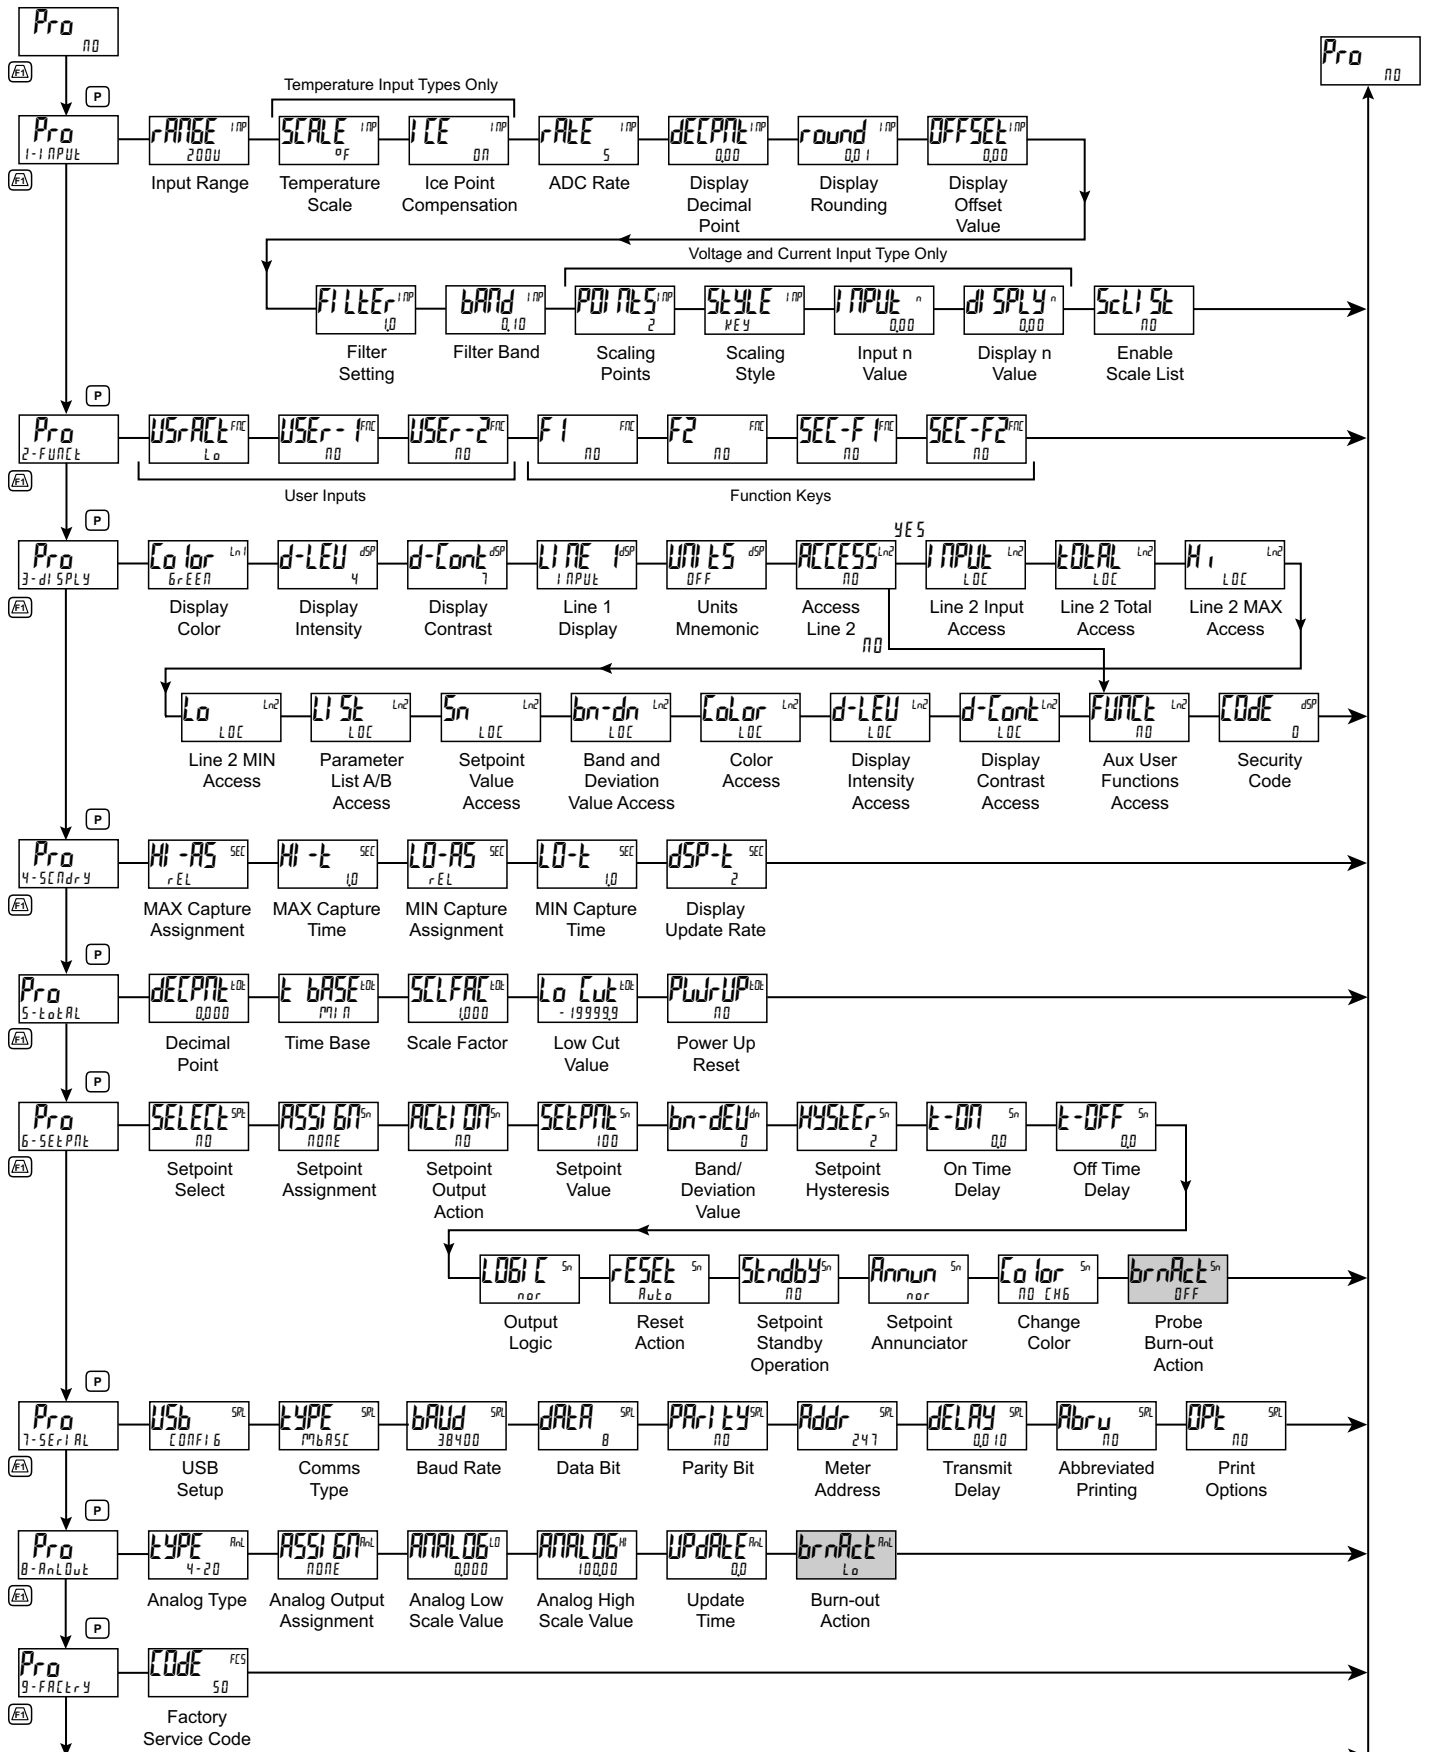 Pro
NO
Pro
NO
F1
P
Temperature Input Types Only
Pro
1-INPUt
rANGE INP
200U
SCALE INP
°F
ICE INP
ON
rAtE INP
5
dECPNt INP
0.00
round INP
0.01
OFFSEt INP
0.00
F1
Input Range
Temperature
Scale
Ice Point
Compensation
ADC Rate
Display
Decimal
Point
Display
Rounding
Display
Offset
Value
Voltage and Current Input Type Only
FILtEr INP
1.0
bANd INP
0.10
POINtS INP
2
StYLE INP
KEY
INPUt n
0.00
dISPLY n
0.00
ScLISt
NO
Filter
Setting
Filter Band
Scaling
Points
Scaling
Style
Input n
Value
Display n
Value
Enable
Scale List
P
Pro
2-FUNCt
USrACt FNC
Lo
USEr-1 FNC
NO
USEr-2 FNC
NO
F1 FNC
NO
F2 FNC
NO
SEC-F1 FNC
NO
SEC-F2 FNC
NO
F1
User Inputs
Function Keys
P
YES
Pro
3-dISPLY
Color Ln1
GrEEN
d-LEV dSP
4
d-Cont dSP
7
LINE 1 dSP
INPUt
UNItS dSP
OFF
ACCESS Ln2
NO
INPUt Ln2
LOC
tOtAL Ln2
LOC
HI Ln2
LOC
F1
Display
Color
Display
Intensity
Display
Contrast
Line 1
Display
Units
Mnemonic
Access
Line 2
Line 2 Input
Access
Line 2 Total
Access
Line 2 MAX
Access
NO
Lo Ln2
LOC
LISt Ln2
LOC
Sn Ln2
LOC
bn-dn Ln2
LOC
CoLor Ln2
LOC
d-LEV Ln2
LOC
d-Cont Ln2
LOC
FUNCt Ln2
NO
COdE dSP
0
Line 2 MIN
Access
Parameter
List A/B
Access
Setpoint
Value
Access
Band and
Deviation
Value Access
Color
Access
Display
Intensity
Access
Display
Contrast
Access
Aux User
Functions
Access
Security
Code
P
Pro
4-SCNdrY
HI-AS SEC
rEL
HI-t SEC
1.0
LO-AS SEC
rEL
LO-t SEC
1.0
dSP-t SEC
2
F1
MAX Capture
Assignment
MAX Capture
Time
MIN Capture
Assignment
MIN Capture
Time
Display
Update Rate
P
Pro
5-totAL
dECPNt tOt
0.000
t bASE tOt
MIN
SCLFAC tOt
1.000
Lo Cut tOt
-19999.9
PWrUP tOt
NO
F1
Decimal
Point
Time Base
Scale Factor
Low Cut
Value
Power Up
Reset
P
Pro
6-SEtPNt
SELECt SPt
NO
ASSIGN Sn
NONE
ACtION Sn
NO
SEtPNt Sn
100
bn-dEV dn
0
HYStEr Sn
2
t-ON Sn
0.0
t-OFF Sn
0.0
F1
Setpoint
Select
Setpoint
Assignment
Setpoint
Output
Action
Setpoint
Value
Band/
Deviation
Value
Setpoint
Hysteresis
On Time
Delay
Off Time
Delay
LOGIC Sn
nor
rESEt Sn
Auto
StndbY Sn
NO
Annun Sn
nor
Color Sn
NO CHG
brnAct Sn
OFF
Output
Logic
Reset
Action
Setpoint
Standby
Operation
Setpoint
Annunciator
Change
Color
Probe
Burn-out
Action
P
Pro
7-SErIAL
USb SRL
CONFIG
tYPE SRL
MbASC
bAUd SRL
38400
dAtA SRL
8
PArItY SRL
NO
Addr SRL
247
dELAY SRL
0.010
Abrv SRL
NO
OPt SRL
NO
F1
USB
Setup
Comms
Type
Baud Rate
Data Bit
Parity Bit
Meter
Address
Transmit
Delay
Abbreviated
Printing
Print
Options
P
Pro
8-AnLOut
tYPE AnL
4-20
ASSIGN AnL
NONE
ANALOG LO
0.000
ANALOG HI
100.00
UPdAtE AnL
0.0
brnAct AnL
Lo
F1
Analog Type
Analog Output
Assignment
Analog Low
Scale Value
Analog High
Scale Value
Update
Time
Burn-out
Action
P
Pro
9-FACtrY
COdE FCS
50
F1
Factory
Service Code